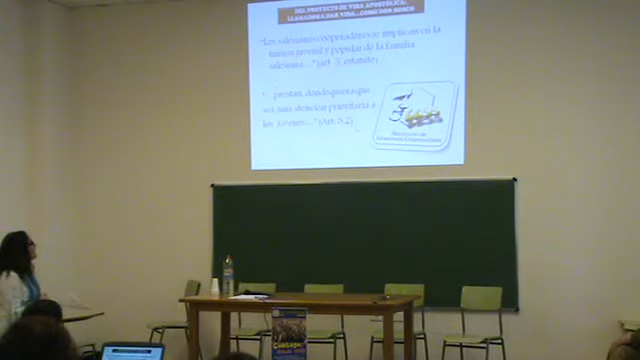 DEL PROYECTO DE VIDA APOSTÓLICA:
LLAMADOS A DAR VIDA...COMO DON BOSCO
"Los salesianos cooperadores se implican en la
misión juvenil y popular de la familia
salesiana…" (art. 3, estatuto)
"…prestan, donde quiera que
sea, una atención prioritaria a
los Jóvenes…" (Art. 8,2)